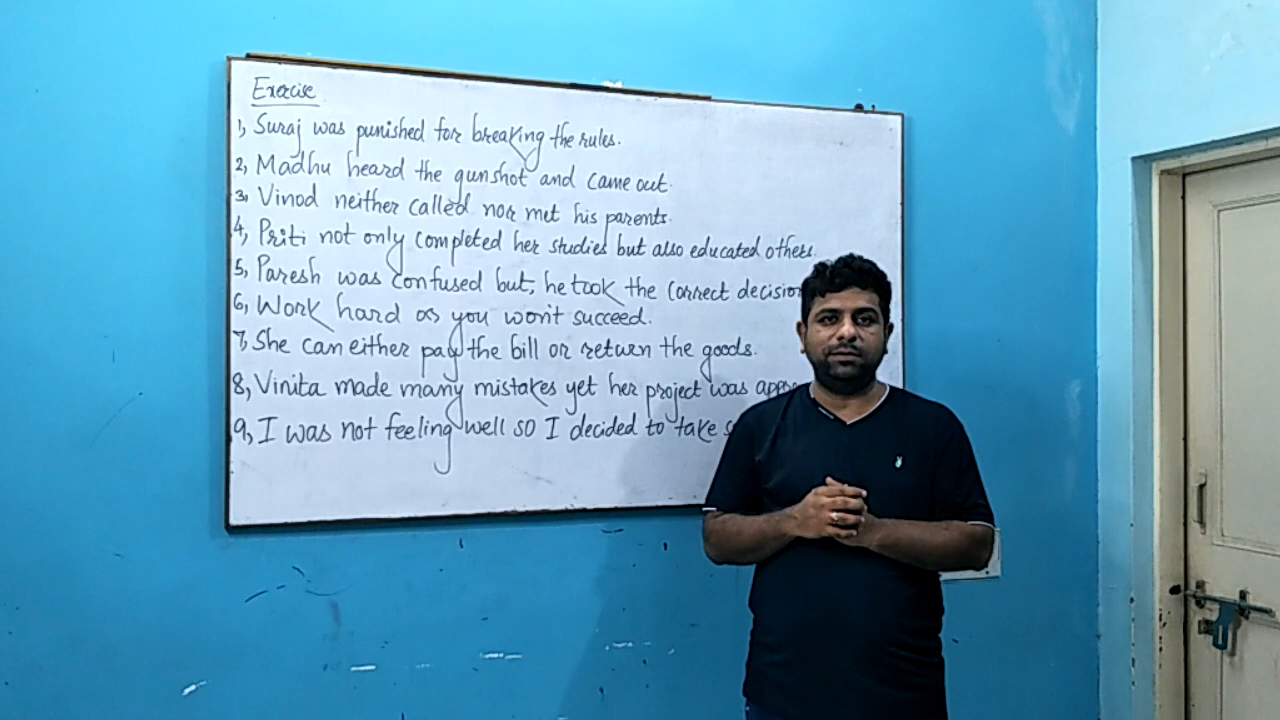 Exercise
1, Suraj was punished for breaking the rules.
2, Madhu heard the gunshot and came out.
3, Vinod neither called nor met his parents.
4, Priti not only completed her studies but also educated others.
5, Paresh was confused but, he took the correct decision
6, Work hard or you won't succeed.
7, She can either pay the bill or return the goods.
8, Vinita made many mistakes yet her project was
9, I was not feeling well so I decided to take